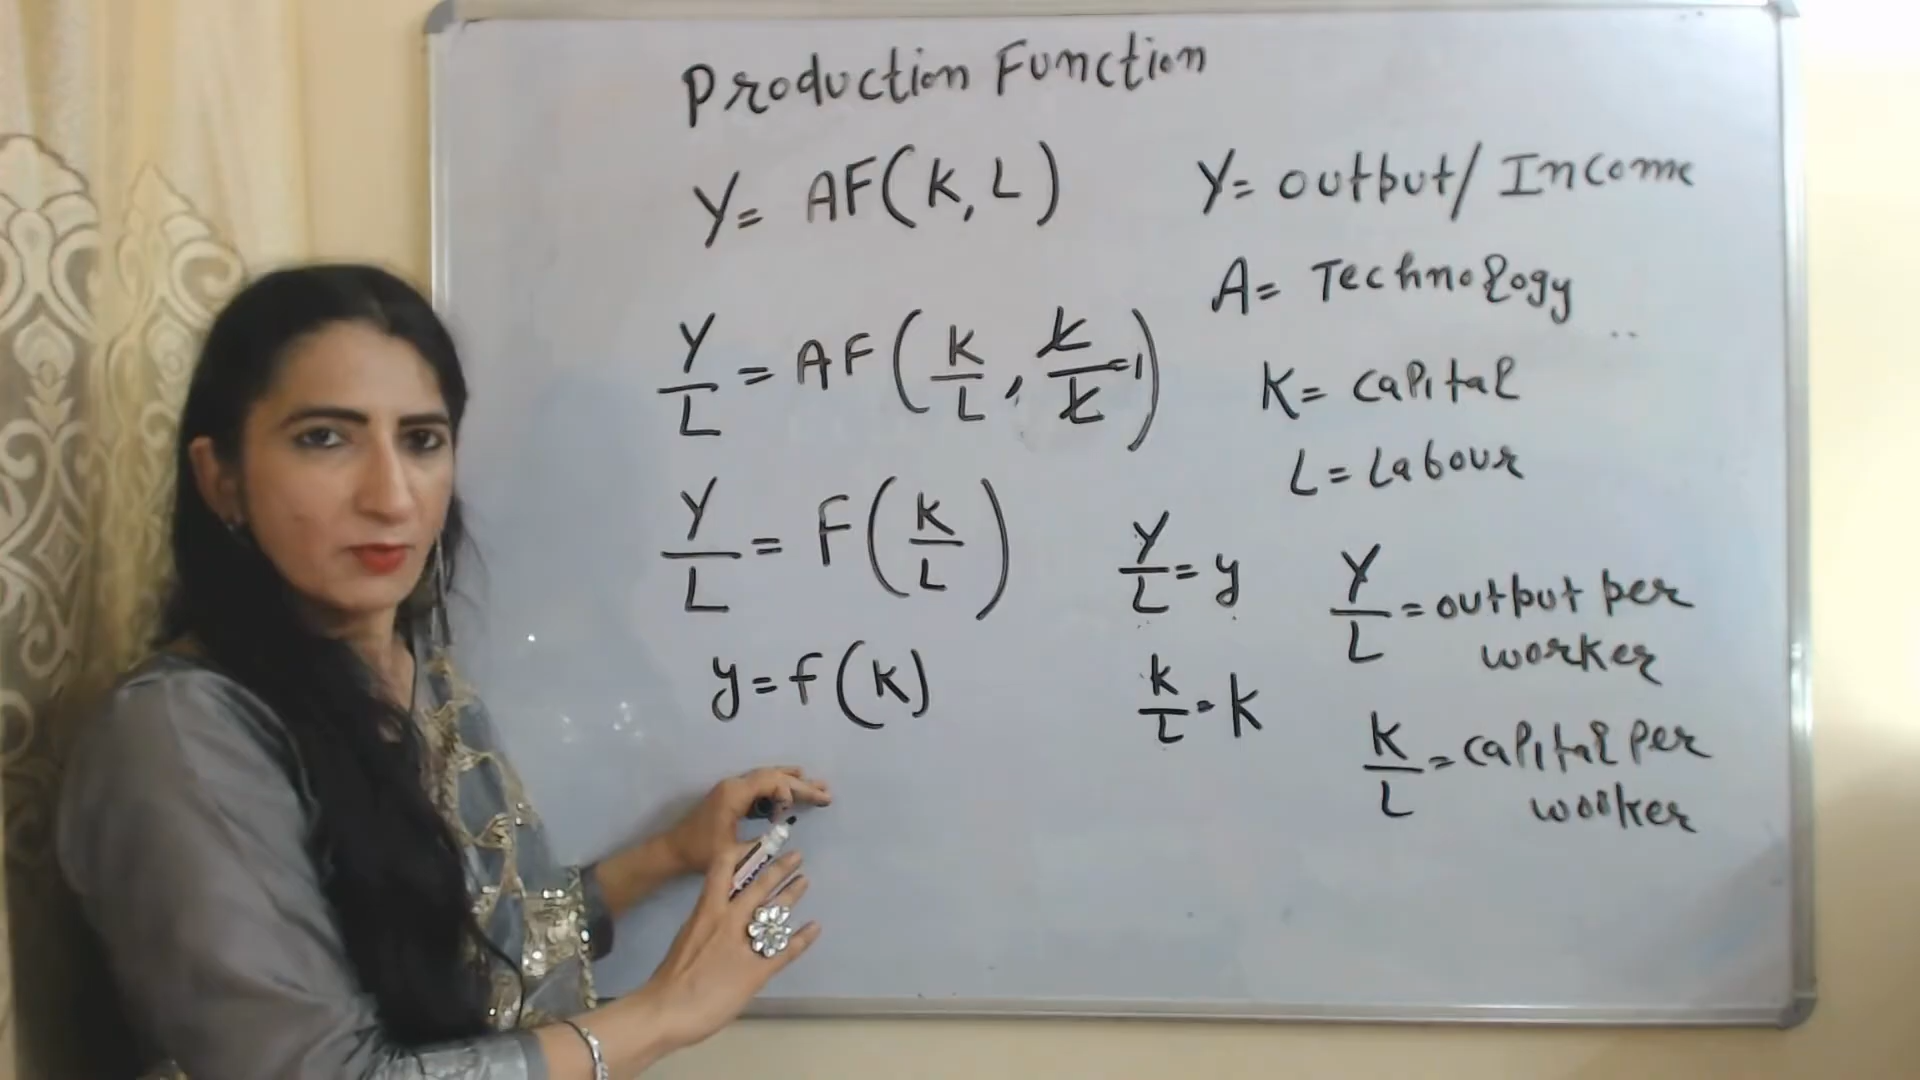 Production Function
Y = AF(K, L)
Y = output/ Income
A = Technology
Y/L = AF(K/L, L/L = 1)
K = capital
L = Labour
Y/L = F(K/L)
Y/L = y
Y/L = output per
worker
y = f(k)
K/L = k
K/L = capital per
worker